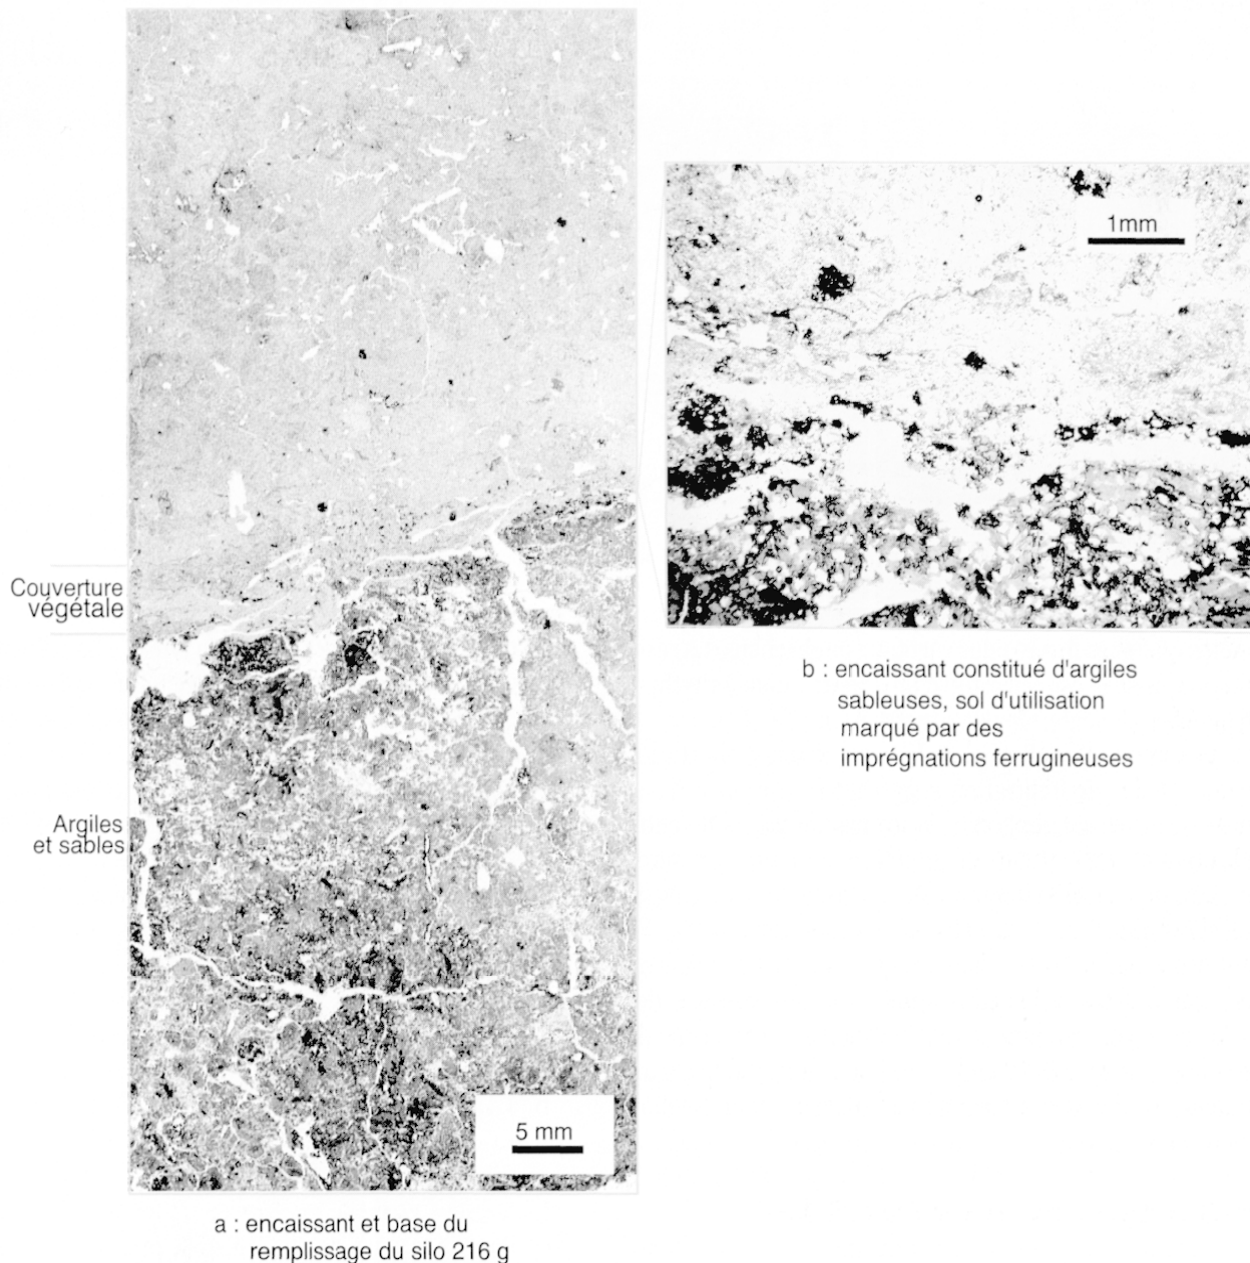 1mm
Couverture
végétale
b : encaissant constitué d'argiles
sableuses, sol d'utilisation
marqué par des
imprégnations ferrugineuses
Argiles
et sables
5 mm
a : encaissant et base du
remplissage du silo 216 g